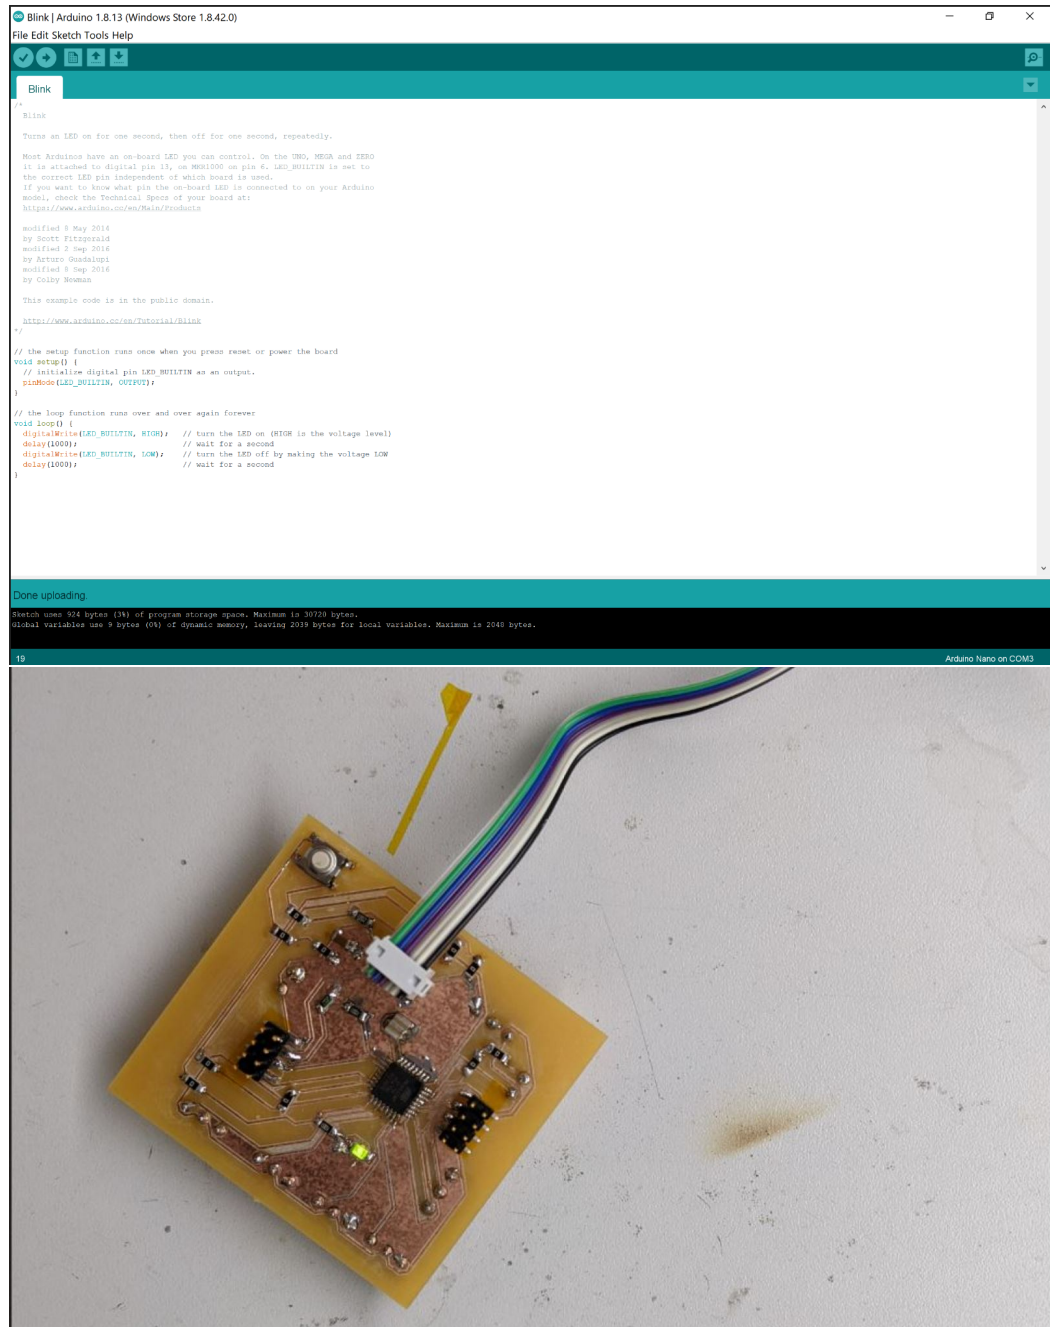 Blink | Arduino 1.8.13 (Windows Store 1.8.42.0)
File Edit Sketch Tools Help
Blink
/*
Blink
Turns an LED on for one second, then off for one second, repeatedly.
Most Arduinos have an on-board LED you can control. On the UNO, MEGA and ZERO
it is attached to digital pin 13, on MKR1000 on pin 6. LED_BUILTIN is set to
the correct LED pin independent of which board is used.
If you want to know what pin the on-board LED is connected to on your Arduino
model, check the Technical Specs of your board at:
https://www.arduino.cc/en/Main/Products
modified 8 May 2014
by Scott Fitzgerald
modified 2 Sep 2016
by Arturo Guadalupi
modified 8 Sep 2016
by Colby Newman
This example code is in the public domain.
http://www.arduino.cc/en/Tutorial/Blink
*/
// the setup function runs once when you press reset or power the board
void setup() {
// initialize digital pin LED_BUILTIN as an output.
pinMode(LED_BUILTIN, OUTPUT);
}
// the loop function runs over and over again forever
void loop() {
digitalWrite(LED_BUILTIN, HIGH); // turn the LED on (HIGH is the voltage level)
delay(1000); // wait for a second
digitalWrite(LED_BUILTIN, LOW); // turn the LED off by making the voltage LOW
delay(1000); // wait for a second
}
Done uploading.
Sketch uses 924 bytes (3%) of program storage space. Maximum is 30720 bytes.
Global variables use 9 bytes (0%) of dynamic memory, leaving 2039 bytes for local variables. Maximum is 2048 bytes.
19
Arduino Nano on COM3